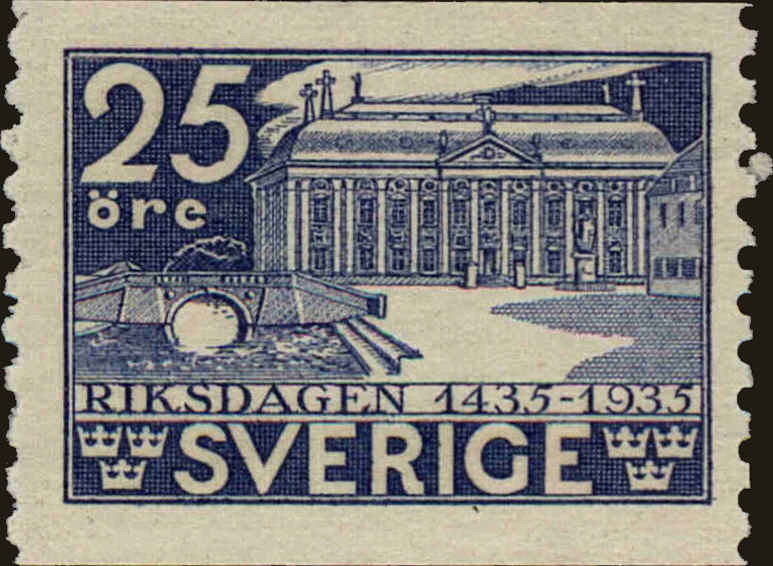 25
öre
RIKSDAGEN 1435-1935
SVERIGE